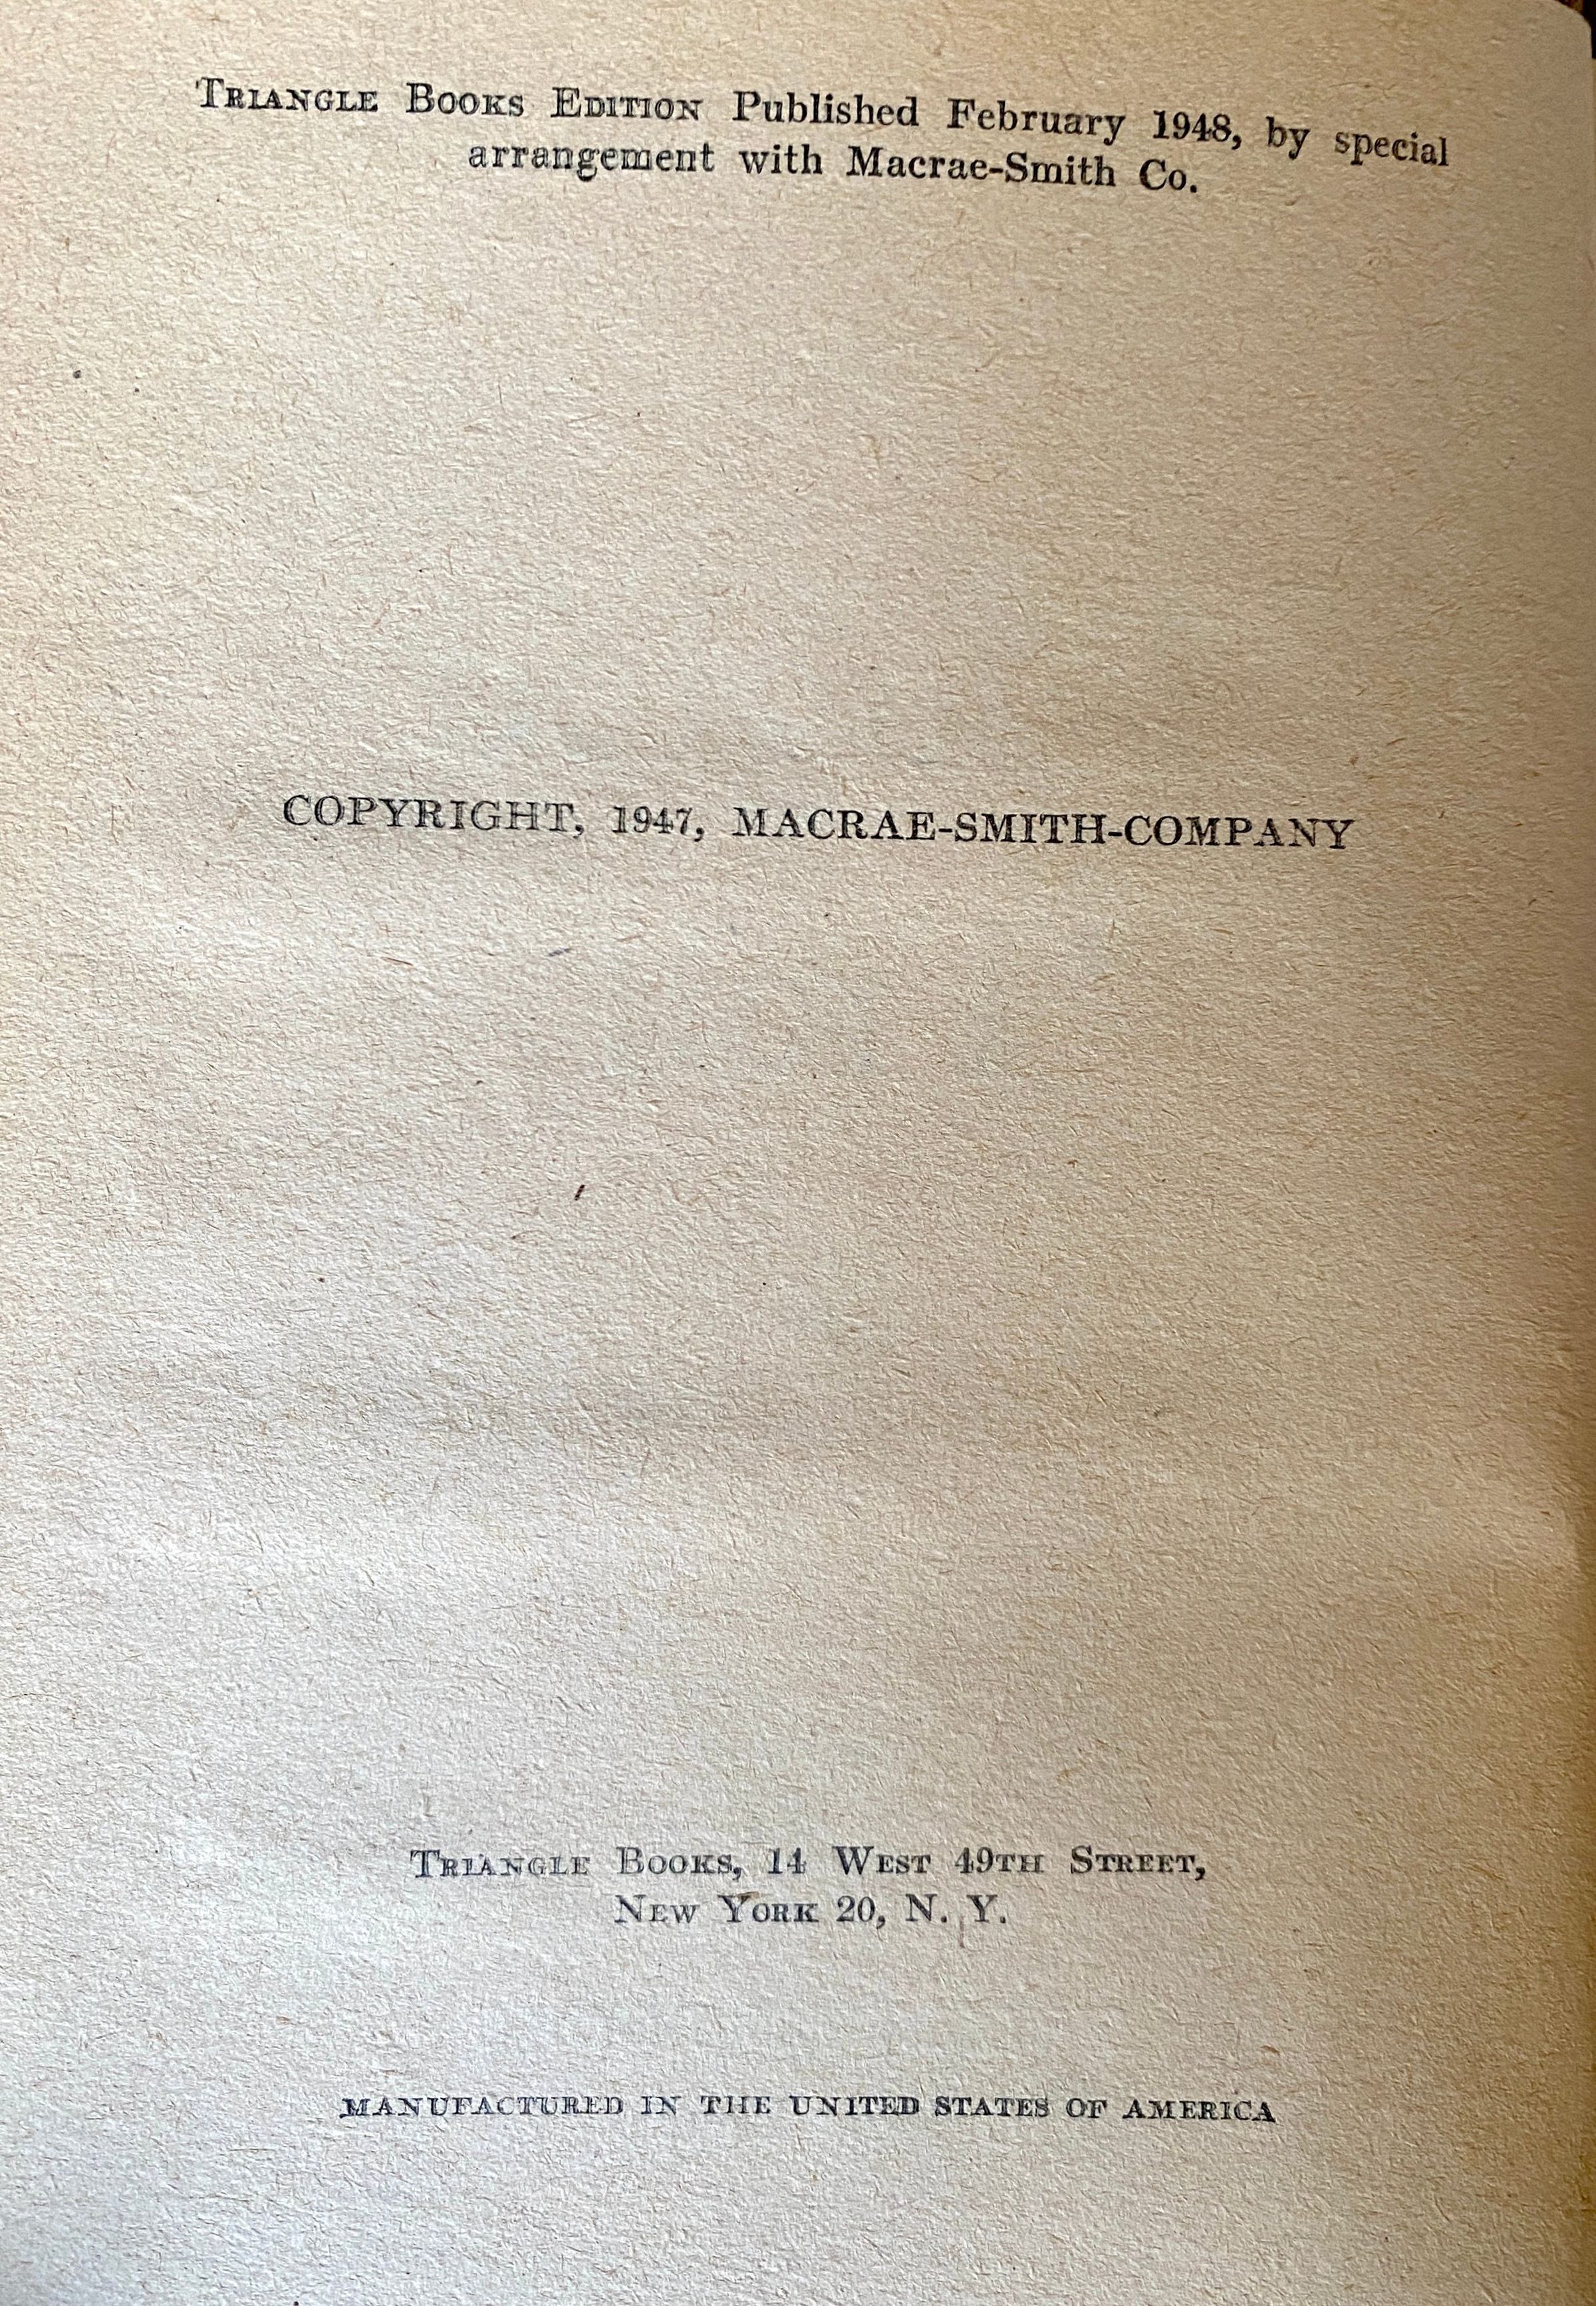 Triangle Books Edition Published February 1948, by special
arrangement with Macrae-Smith Co.
COPYRIGHT, 1947, MACRAE-SMITH-COMPANY
Triangle Books, 14 West 49th Street,
New York 20, N. Y.
MANUFACTURED IN THE UNITED STATES OF AMERICA